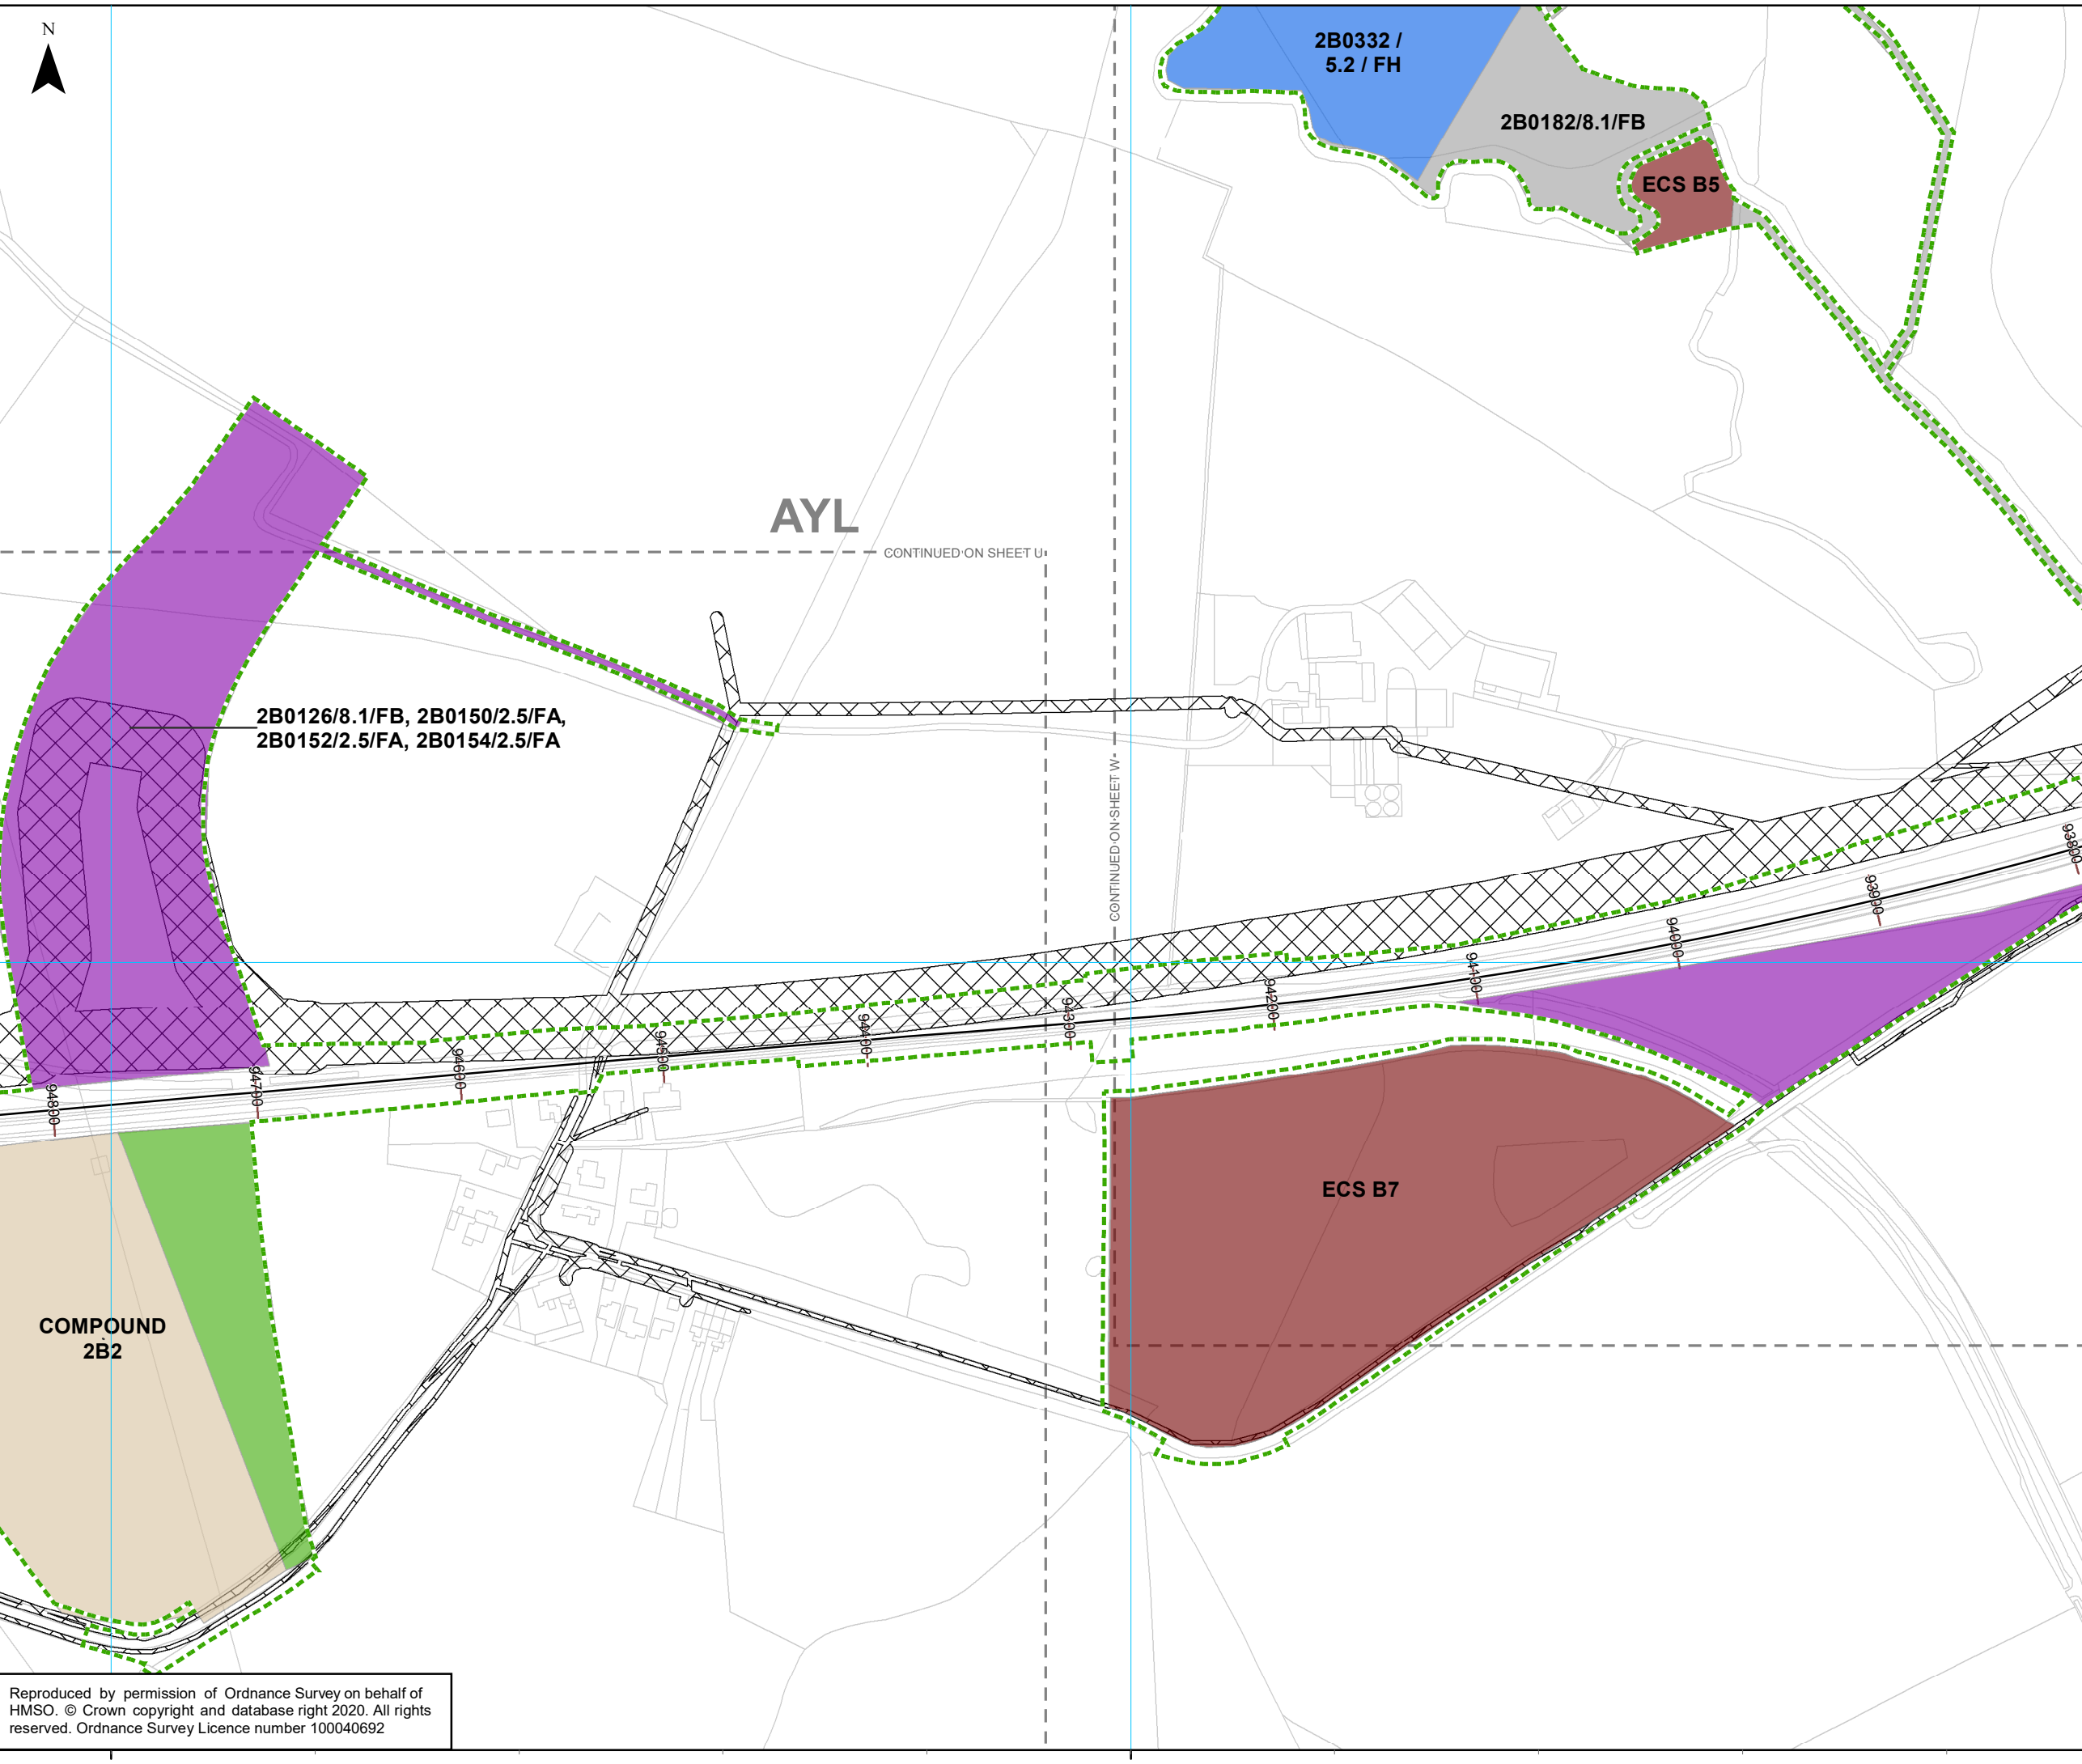 N
2B0332 /
5.2 / FH
2B0182/8.1/FB
ECS B5
AYL
CONTINUED ON SHEET U
2B0126/8.1/FB, 2B0150/2.5/FA,
2B0152/2.5/FA, 2B0154/2.5/FA
CONTINUED ON SHEET W
93800
93900
94000
94100
94200
94300
94400
94500
94600
94700
94800
ECS B7
COMPOUND
2B2
Reproduced by permission of Ordnance Survey on behalf of
HMSO. © Crown copyright and database right 2020. All rights
reserved. Ordnance Survey Licence number 100040692